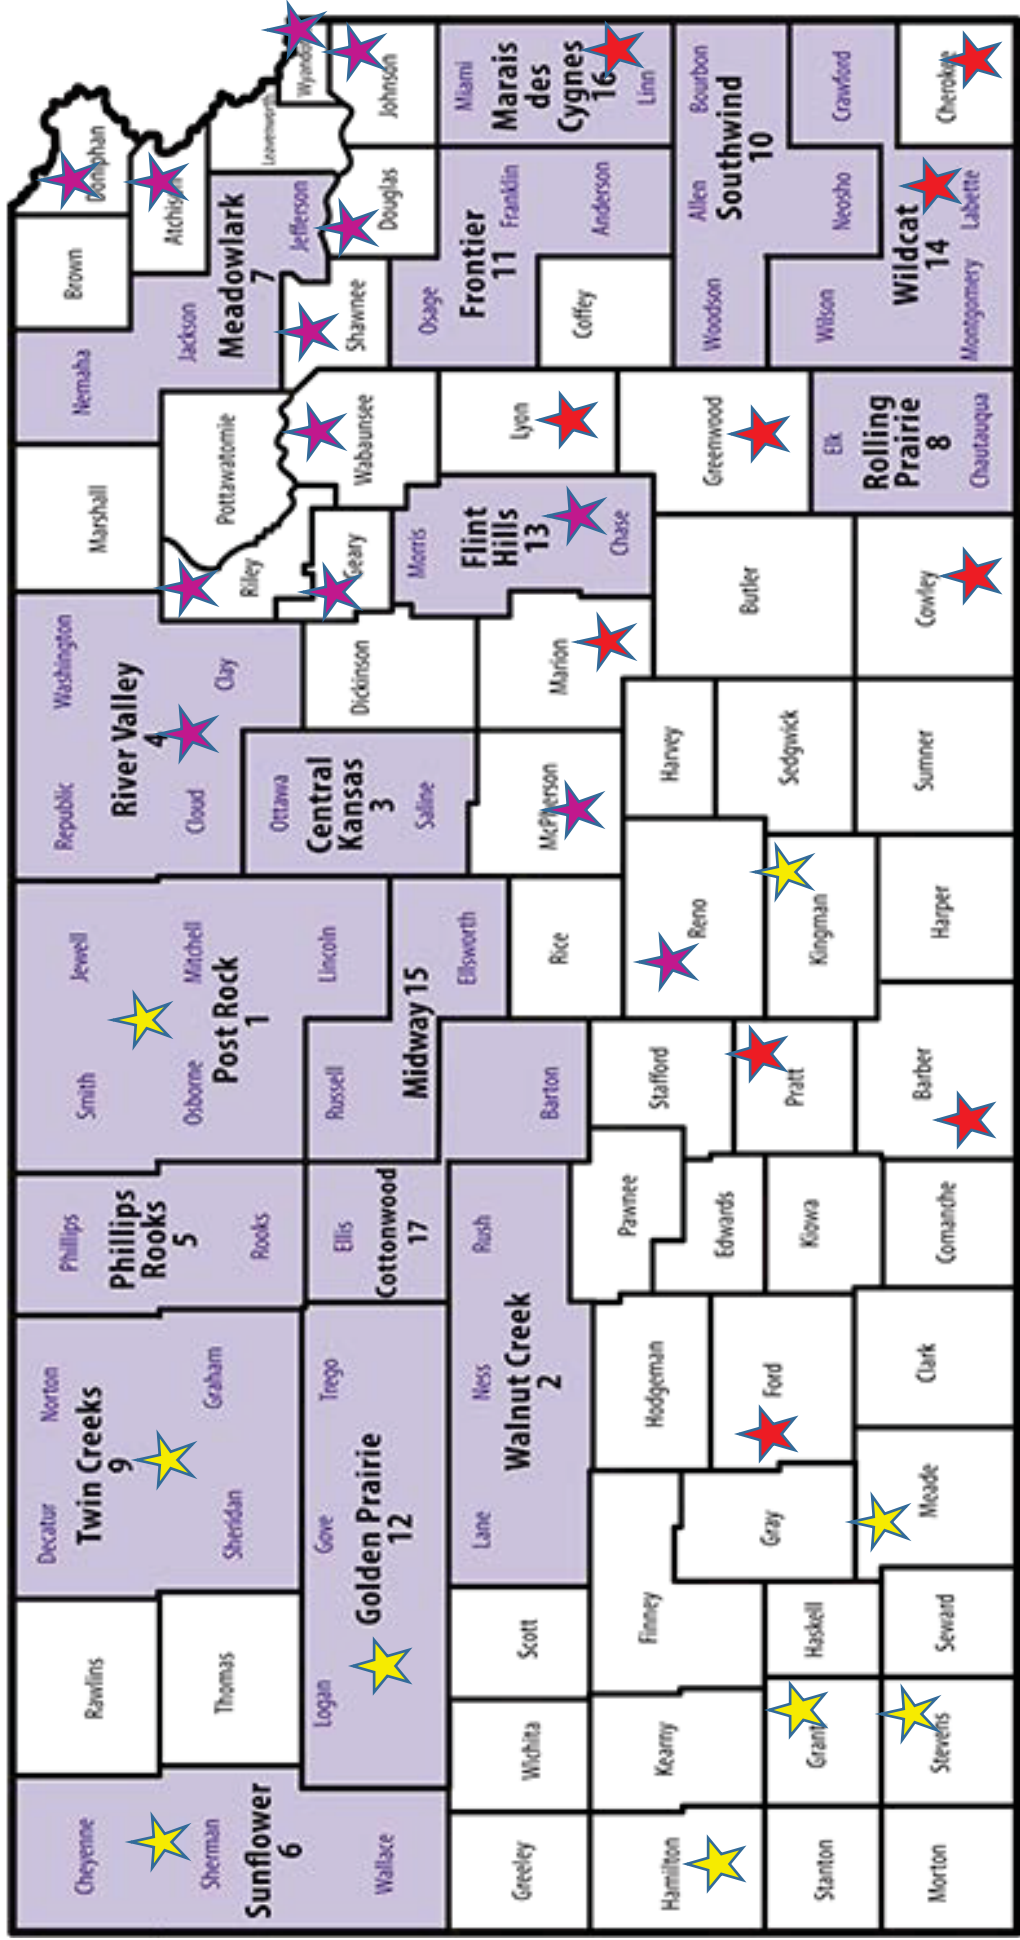 Cheyenne
Sherman
Sunflower
6
Wallace
Rawlins
Thomas
Decatur
Norton
Twin Creeks
9
Sheridan
Graham
Logan
Gove
Trego
Golden Prairie
12
Phillips
Phillips
Rooks
5
Rooks
Ellis
Cottonwood
17
Smith
Jewell
Osborne
Mitchell
Post Rock
1
Lincoln
Russell
Midway 15
Ellsworth
Barton
Republic
Washington
River Valley
4
Cloud
Clay
Ottawa
Central
Kansas
3
Saline
Marshall
Nemaha
Brown
Doniphan
Pottawatomie
Riley
Jackson
Atchison
Meadowlark
7
Jefferson
Leavenworth
Wyandotte
Geary
Dickinson
Wabaunsee
Shawnee
Douglas
Johnson
Morris
Flint
Hills
13
Chase
Lyon
Osage
Frontier
11
Franklin
Anderson
Coffey
Miami
Marais
des
Cygnes
16
Linn
Greeley
Wichita
Scott
Lane
Ness
Rush
Walnut Creek
2
Rice
McPherson
Marion
Hamilton
Kearny
Finney
Hodgeman
Pawnee
Stafford
Edwards
Reno
Harvey
Butler
Greenwood
Woodson
Allen
Bourbon
Southwind
10
Neosho
Crawford
Stanton
Grant
Haskell
Gray
Ford
Kiowa
Pratt
Kingman
Sedgwick
Elk
Rolling
Prairie
8
Chautauqua
Wilson
Wildcat
14
Montgomery
Labette
Cherokee
Morton
Stevens
Seward
Meade
Clark
Comanche
Barber
Harper
Sumner
Cowley